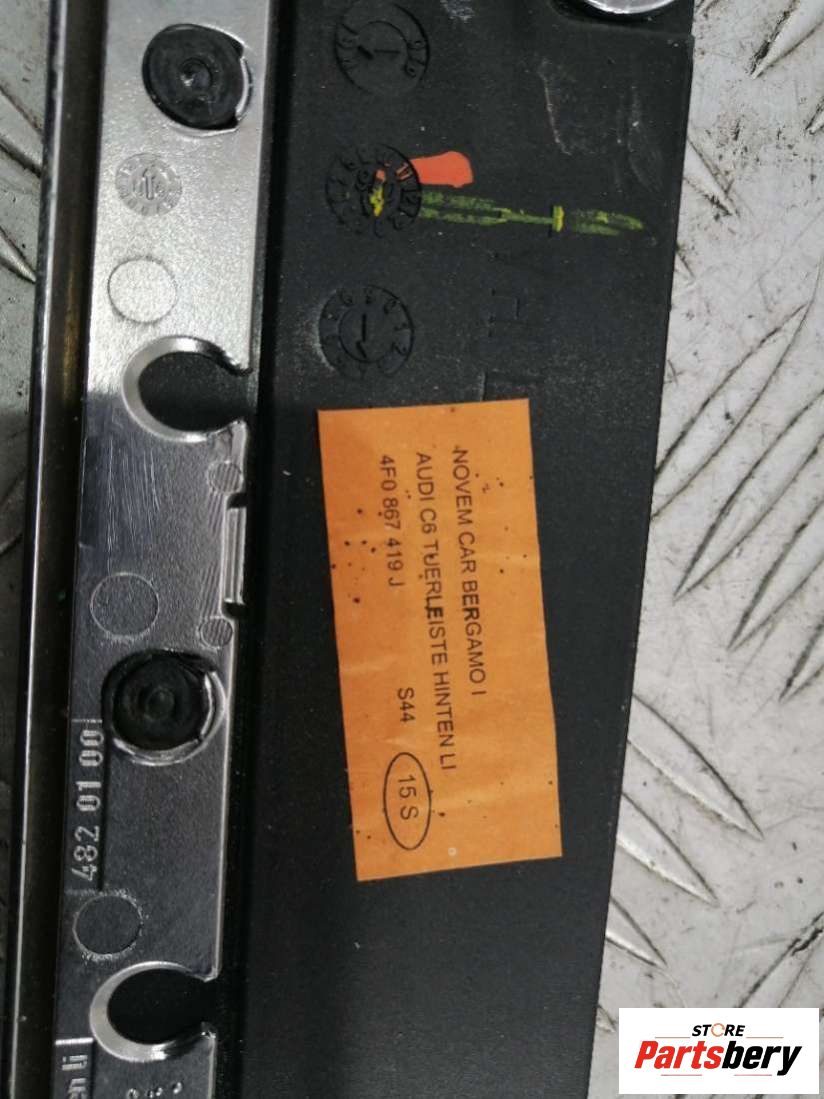 NOVEM CAR BERGAMO I
AUDI C6 TUERLEISTE HINTEN LI
4F0 867 419 J
S44 15 S
482 01 00
STORE
Partsbery